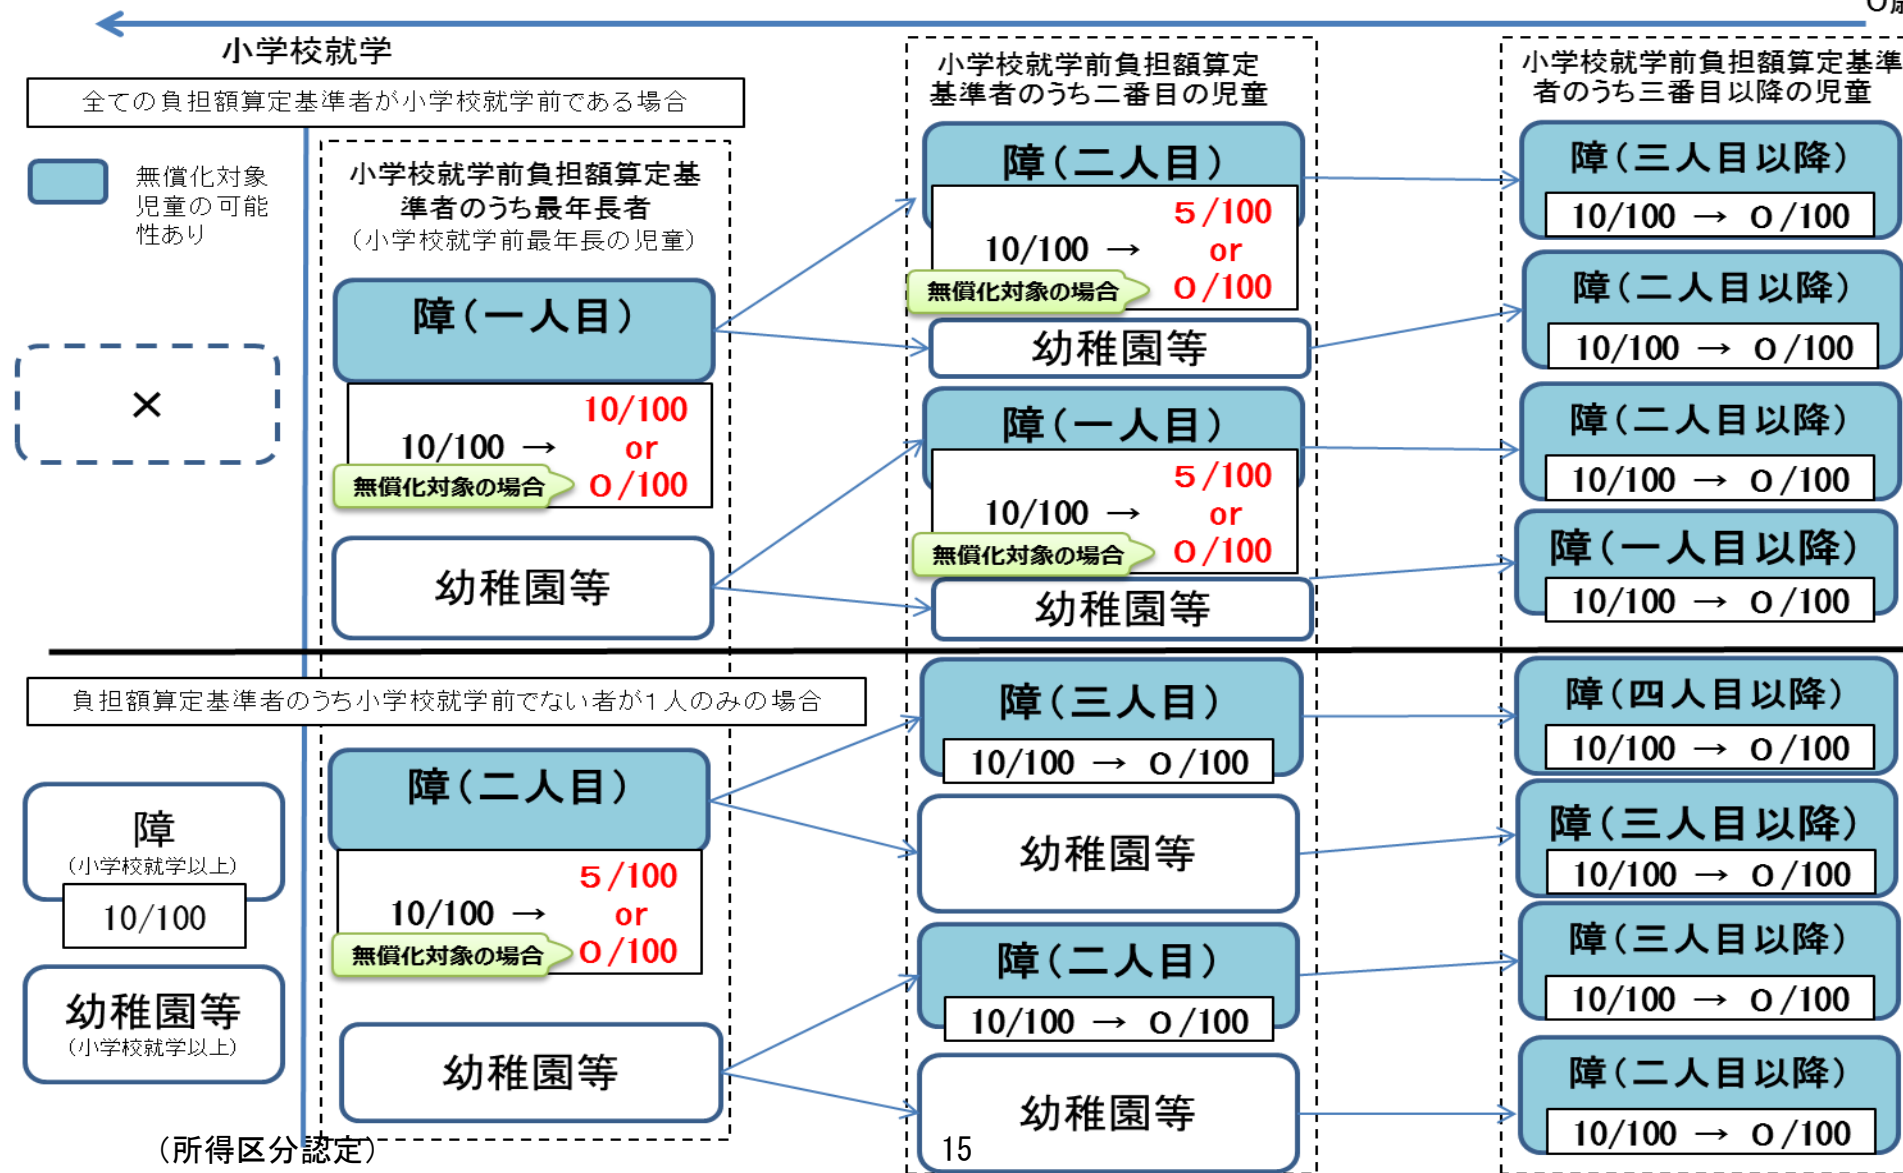 0歳
小学校就学
全ての負担額算定基準者が小学校就学前である場合
無償化対象
児童の可能
性あり
×
小学校就学前負担額算定基
準者のうち最年長者
（小学校就学前最年長の児童）
障（一人目）
10/100 →
10/100
or
0/100
無償化対象の場合
幼稚園等
小学校就学前負担額算定
基準者のうち二番目の児童
障（二人目）
10/100 →
5/100
or
0/100
無償化対象の場合
幼稚園等
障（一人目）
10/100 →
5/100
or
0/100
無償化対象の場合
幼稚園等
小学校就学前負担額算定基準
者のうち三番目以降の児童
障（三人目以降）
10/100 → 0/100
障（二人目以降）
10/100 → 0/100
障（二人目以降）
10/100 → 0/100
障（一人目以降）
10/100 → 0/100
負担額算定基準者のうち小学校就学前でない者が１人のみの場合
障
（小学校就学以上）
10/100
幼稚園等
（小学校就学以上）
障（二人目）
10/100 →
5/100
or
0/100
無償化対象の場合
幼稚園等
障（三人目）
10/100 → 0/100
幼稚園等
障（二人目）
10/100 → 0/100
幼稚園等
障（四人目以降）
10/100 → 0/100
障（三人目以降）
10/100 → 0/100
障（三人目以降）
10/100 → 0/100
障（二人目以降）
10/100 → 0/100
（所得区分認定）
15